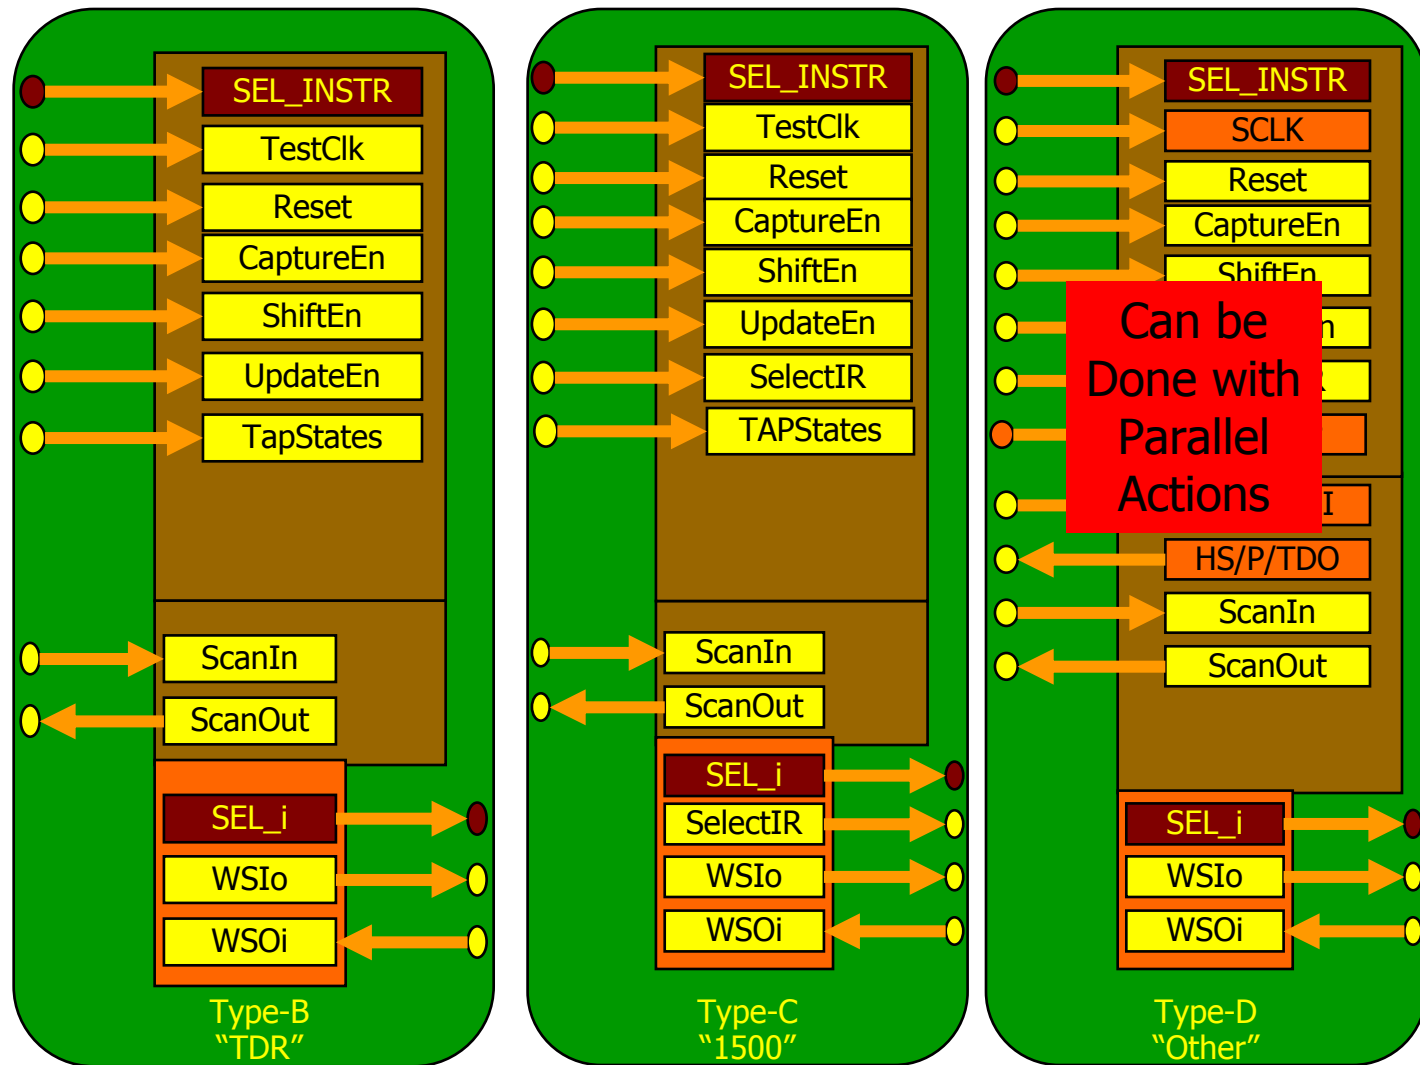 SEL_INSTR
TestClk
Reset
CaptureEn
ShiftEn
UpdateEn
TapStates
ScanIn
ScanOut
SEL_i
WSIo
WSOi
Type-B
“TDR”
SEL_INSTR
TestClk
Reset
CaptureEn
ShiftEn
UpdateEn
SelectIR
TAPStates
ScanIn
ScanOut
SEL_i
SelectIR
WSIo
WSOi
Type-C
“1500”
SEL_INSTR
SCLK
Reset
CaptureEn
ShiftEn
Can be
Done with
Parallel
Actions
HS/P/TDO
ScanIn
ScanOut
SEL_i
WSIo
WSOi
Type-D
“Other”